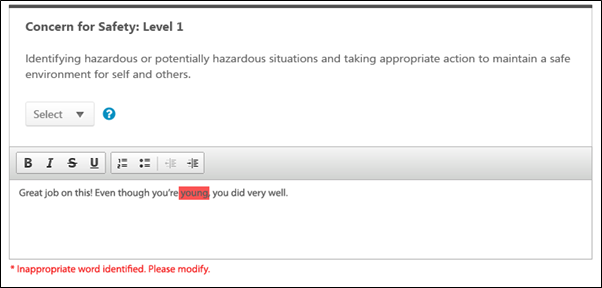 Concern for Safety: Level 1
Identifying hazardous or potentially hazardous situations and taking appropriate action to maintain a safe
environment for self and others.
Select ?
B I S U
Great job on this! Even though you're young, you did very well.
* Inappropriate word identified. Please modify.